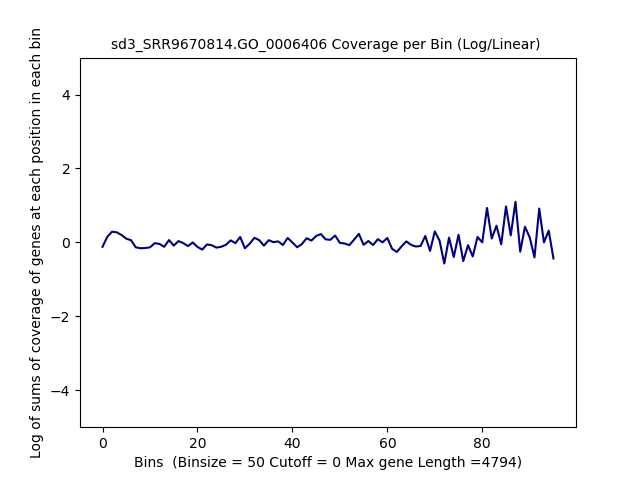 sd3_SRR9670814.GO_0006406 Coverage per Bin (Log/Linear)
Log of sums of coverage of genes at each position in each bin
4
2
0
−2
−4
0 20 40 60 80
Bins  (Binsize = 50 Cutoff = 0 Max gene Length =4794)